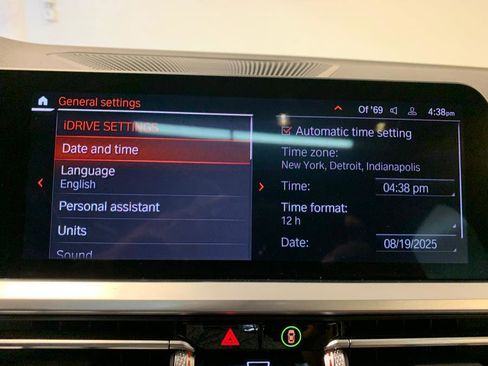 General settings
Of '69
4:38pm
iDRIVE SETTINGS
Date and time
Language
English
Personal assistant
Units
Sound
Automatic time setting
Time zone:
New York, Detroit, Indianapolis
Time:
04:38 pm
Time format:
12 h
Date:
08/19/2025